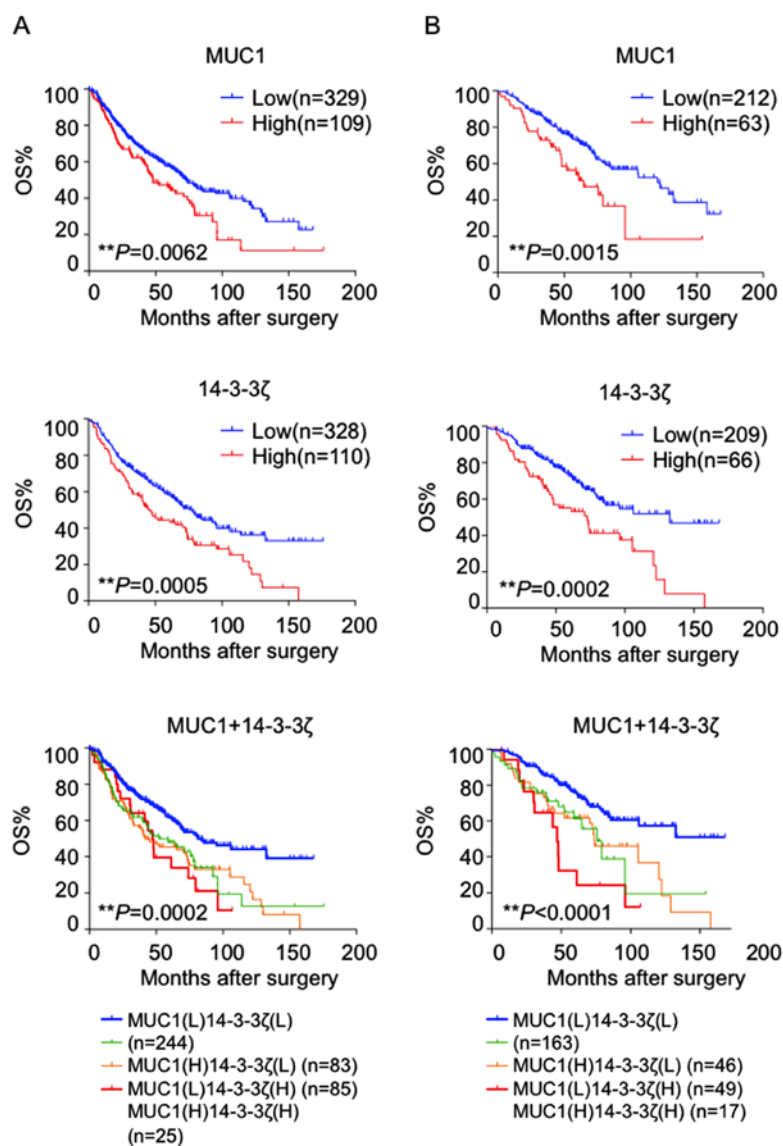 A
MUC1
OS%
100
80
60
40
20
0
Low(n=329)
High(n=109)
**P=0.0062
0 50 100 150 200
Months after surgery
14-3-3ζ
OS%
100
80
60
40
20
0
Low(n=328)
High(n=110)
**P=0.0005
0 50 100 150 200
Months after surgery
MUC1+14-3-3ζ
OS%
100
80
60
40
20
0
**P=0.0002
0 50 100 150 200
Months after surgery
MUC1(L)14-3-3ζ(L)
(n=244)
MUC1(H)14-3-3ζ(L) (n=83)
MUC1(L)14-3-3ζ(H) (n=85)
MUC1(H)14-3-3ζ(H)
(n=25)
B
MUC1
OS%
100
80
60
40
20
0
Low(n=212)
High(n=63)
**P=0.0015
0 50 100 150 200
Months after surgery
14-3-3ζ
OS%
100
80
60
40
20
0
Low(n=209)
High(n=66)
**P=0.0002
0 50 100 150 200
Months after surgery
MUC1+14-3-3ζ
OS%
100
80
60
40
20
0
**P<0.0001
0 50 100 150 200
Months after surgery
MUC1(L)14-3-3ζ(L)
(n=163)
MUC1(H)14-3-3ζ(L) (n=46)
MUC1(L)14-3-3ζ(H) (n=49)
MUC1(H)14-3-3ζ(H) (n=17)